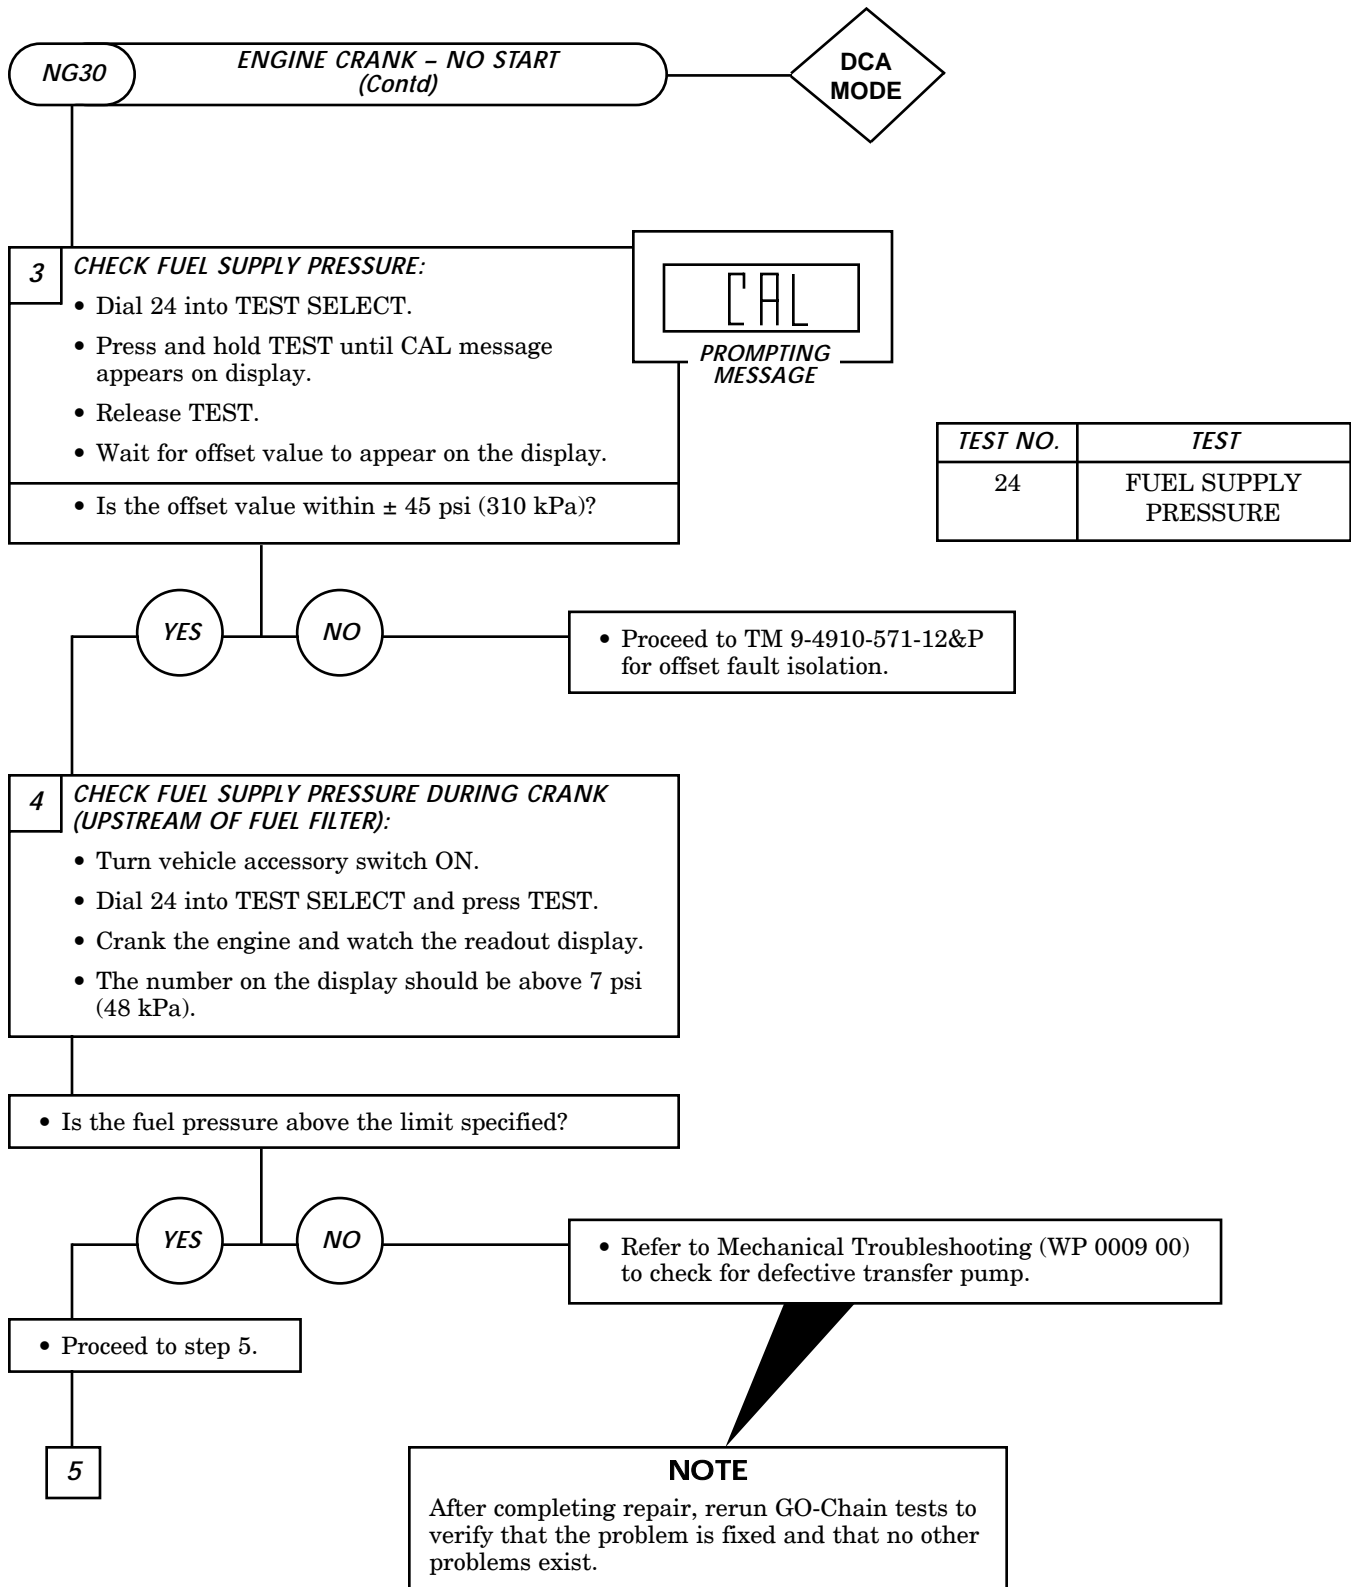 NG30
ENGINE CRANK – NO START
(Contd)
DCA
MODE
3
CHECK FUEL SUPPLY PRESSURE:
• Dial 24 into TEST SELECT.
• Press and hold TEST until CAL message
appears on display.
• Release TEST.
• Wait for offset value to appear on the display.
• Is the offset value within ± 45 psi (310 kPa)?
CAL
PROMPTING
MESSAGE
TEST NO.
TEST
24
FUEL SUPPLY
PRESSURE
YES
NO
• Proceed to TM 9-4910-571-12&P
for offset fault isolation.
4
CHECK FUEL SUPPLY PRESSURE DURING CRANK
(UPSTREAM OF FUEL FILTER):
• Turn vehicle accessory switch ON.
• Dial 24 into TEST SELECT and press TEST.
• Crank the engine and watch the readout display.
• The number on the display should be above 7 psi
(48 kPa).
• Is the fuel pressure above the limit specified?
YES
NO
• Refer to Mechanical Troubleshooting (WP 0009 00)
to check for defective transfer pump.
• Proceed to step 5.
5
NOTE
After completing repair, rerun GO-Chain tests to
verify that the problem is fixed and that no other
problems exist.